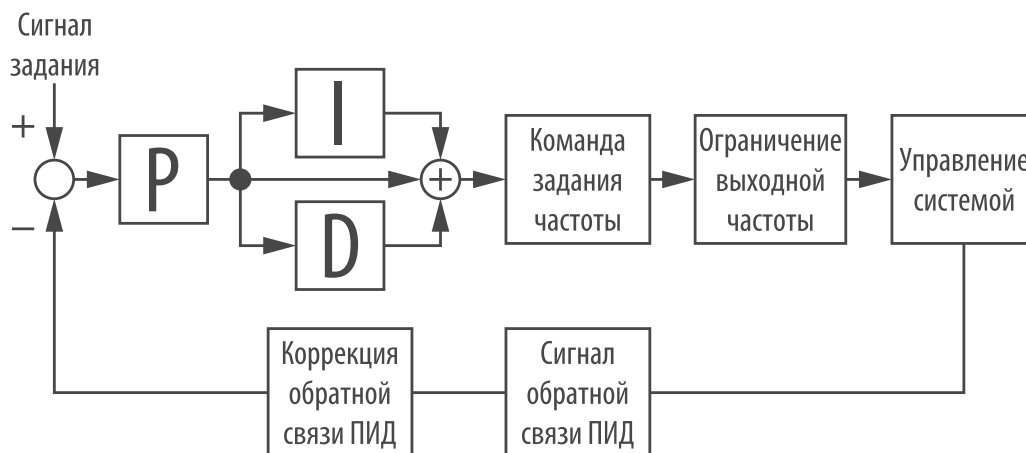 Сигнал
задания
+
−
P
I
D
+
Команда
задания
частоты
Ограничение
выходной
частоты
Управление
системой
Коррекция
обратной
связи ПИД
Сигнал
обратной
связи ПИД